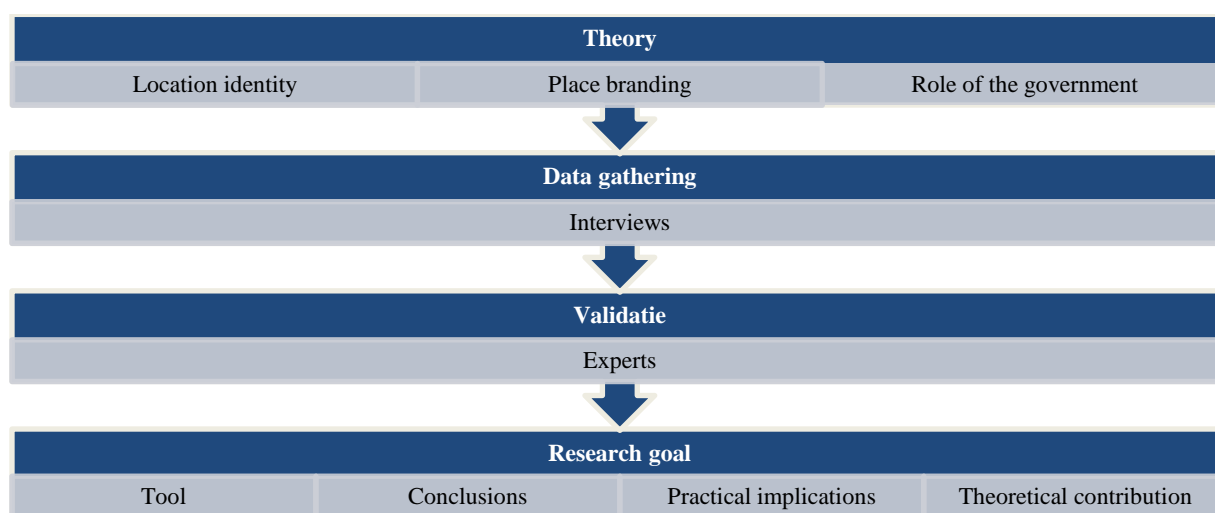 Theory
Location identity Place branding Role of the government
Data gathering
Interviews
Validatie
Experts
Research goal
Tool Conclusions Practical implications Theoretical contribution